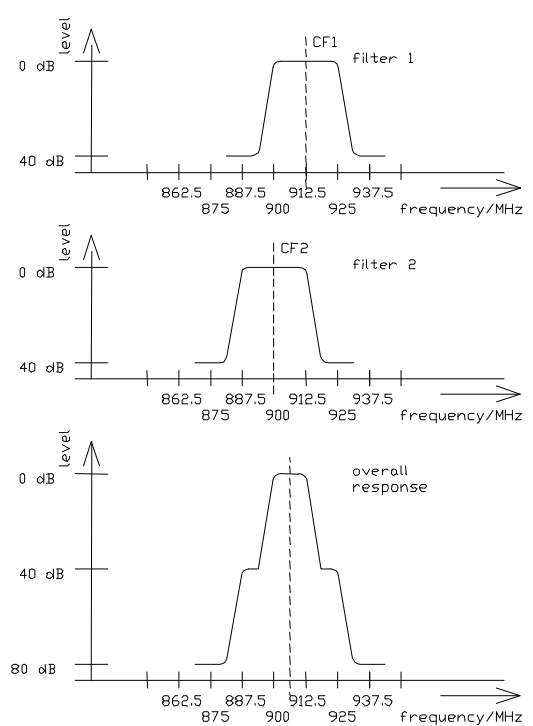 level
CF1
filter 1
0 dB
40 dB
862.5 887.5 912.5 937.5
875 900 925 frequency/MHz
level
CF2
filter 2
0 dB
40 dB
862.5 887.5 912.5 937.5
875 900 925 frequency/MHz
level
overall
response
0 dB
40 dB
80 dB
862.5 887.5 912.5 937.5
875 900 925 frequency/MHz